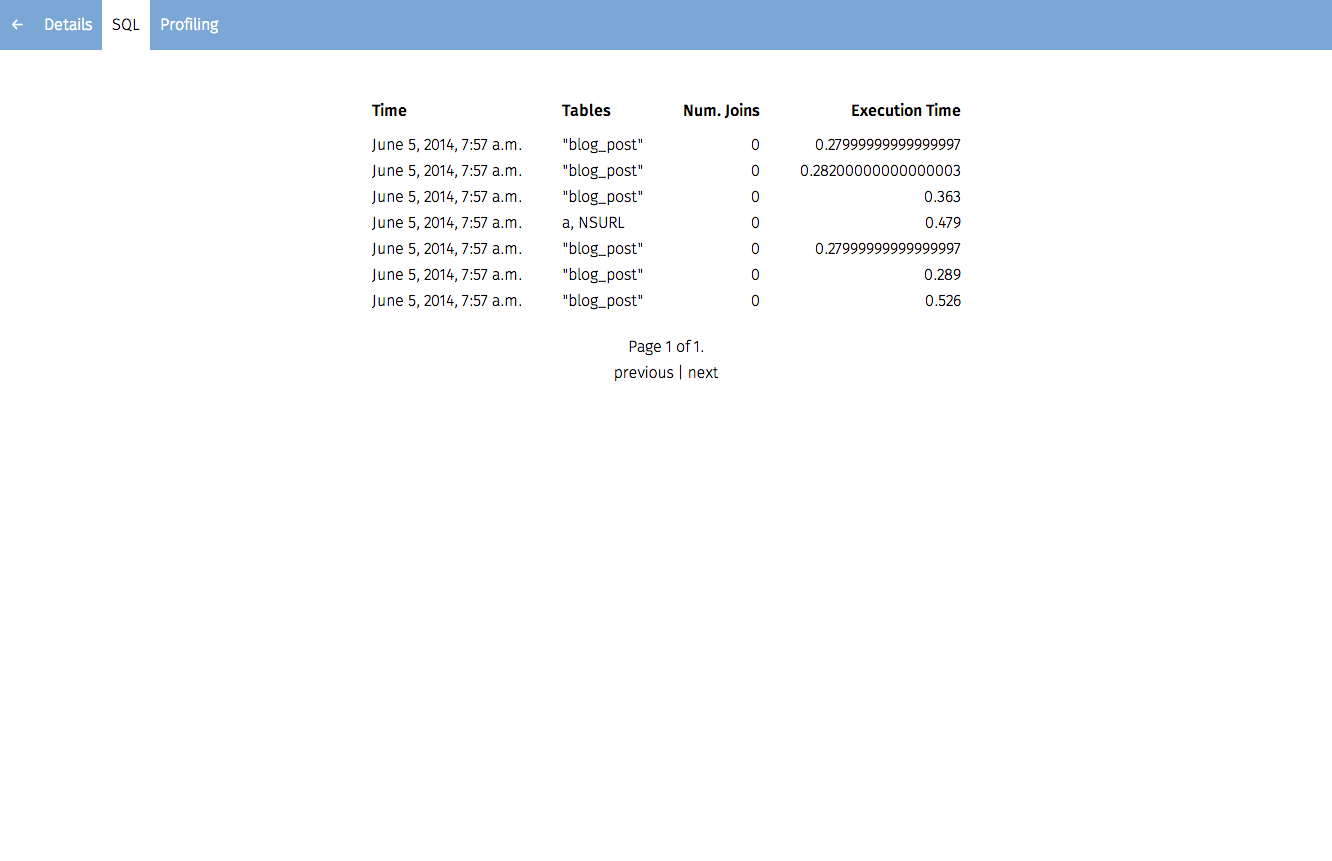 ← Details SQL Profiling
Time Tables Num. Joins Execution Time
June 5, 2014, 7:57 a.m. "blog_post" 0 0.27999999999999997
June 5, 2014, 7:57 a.m. "blog_post" 0 0.28200000000000003
June 5, 2014, 7:57 a.m. "blog_post" 0 0.363
June 5, 2014, 7:57 a.m. a, NSURL 0 0.479
June 5, 2014, 7:57 a.m. "blog_post" 0 0.27999999999999997
June 5, 2014, 7:57 a.m. "blog_post" 0 0.289
June 5, 2014, 7:57 a.m. "blog_post" 0 0.526
Page 1 of 1.
previous | next